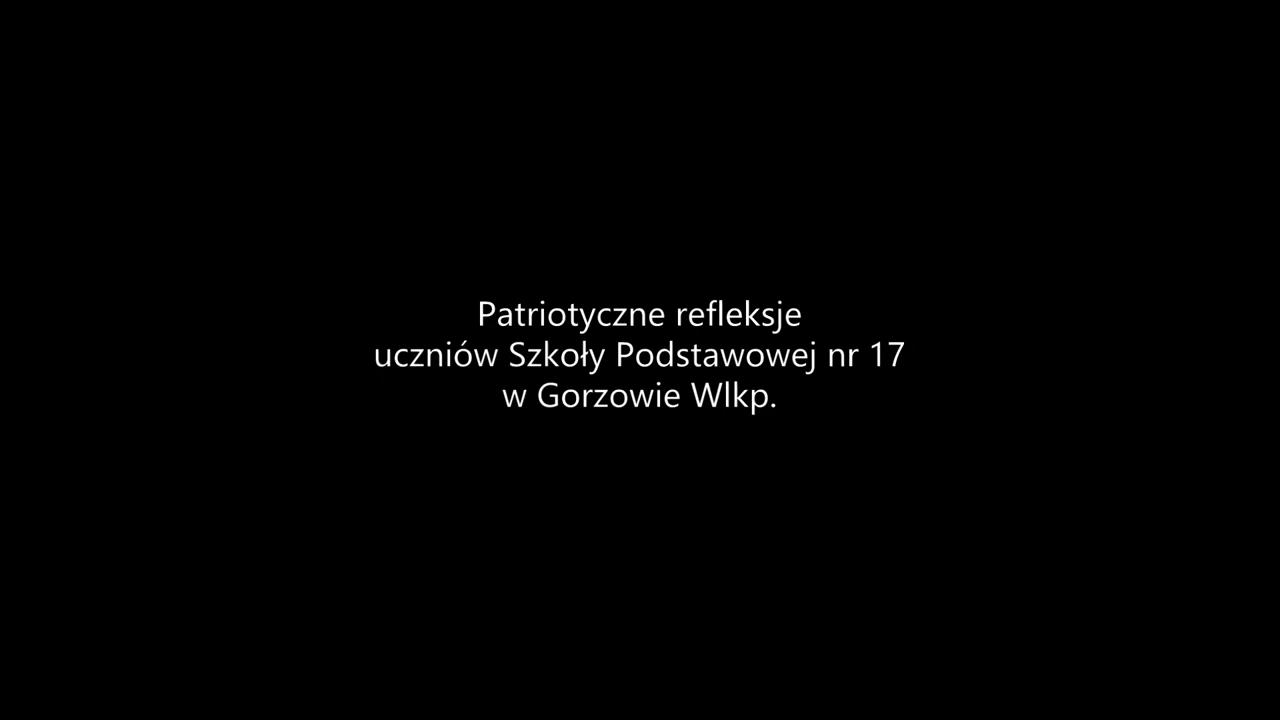 Patriotyczne refleksje
uczniów Szkoły Podstawowej nr 17
w Gorzowie Wlkp.